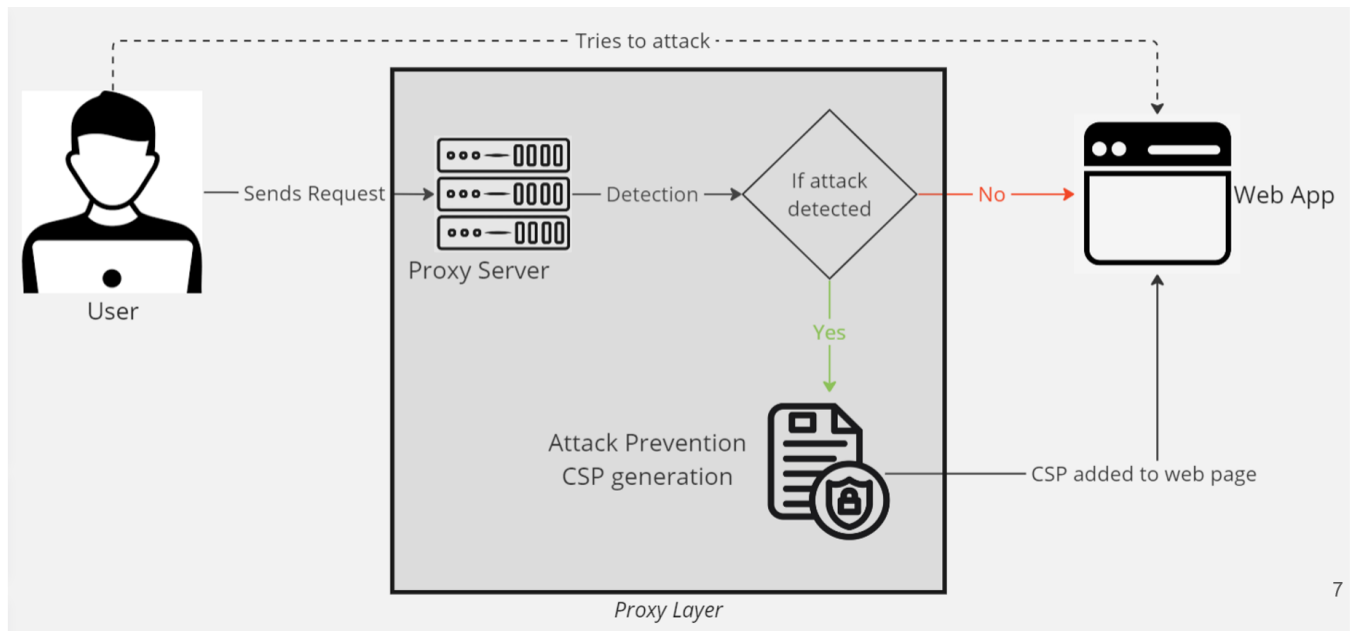 Tries to attack
Sends Request
Detection
If attack
detected
No
Web App
Proxy Server
User
Yes
Attack Prevention
CSP generation
CSP added to web page
7
Proxy Layer